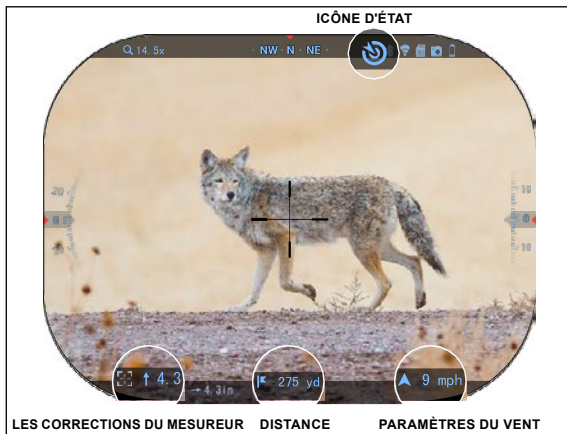 ICÔNE D'ÉTAT
14.5x
· NW · N · NE ·
20
10
0
10
↑ 4.3
→4.3in
275 yd
9 mph
LES CORRECTIONS DU MESUREUR
DISTANCE
PARAMÈTRES DU VENT